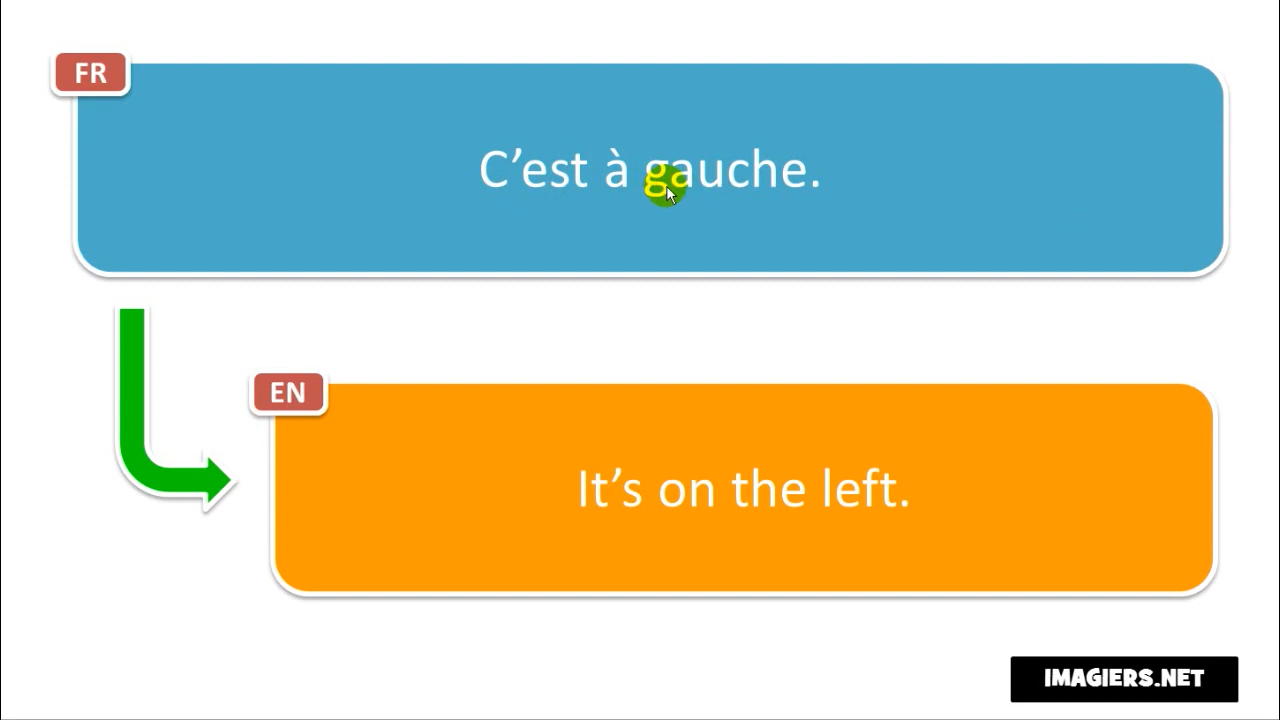 FR
C’est à gauche.
EN
It’s on the left.
IMAGIERS.NET